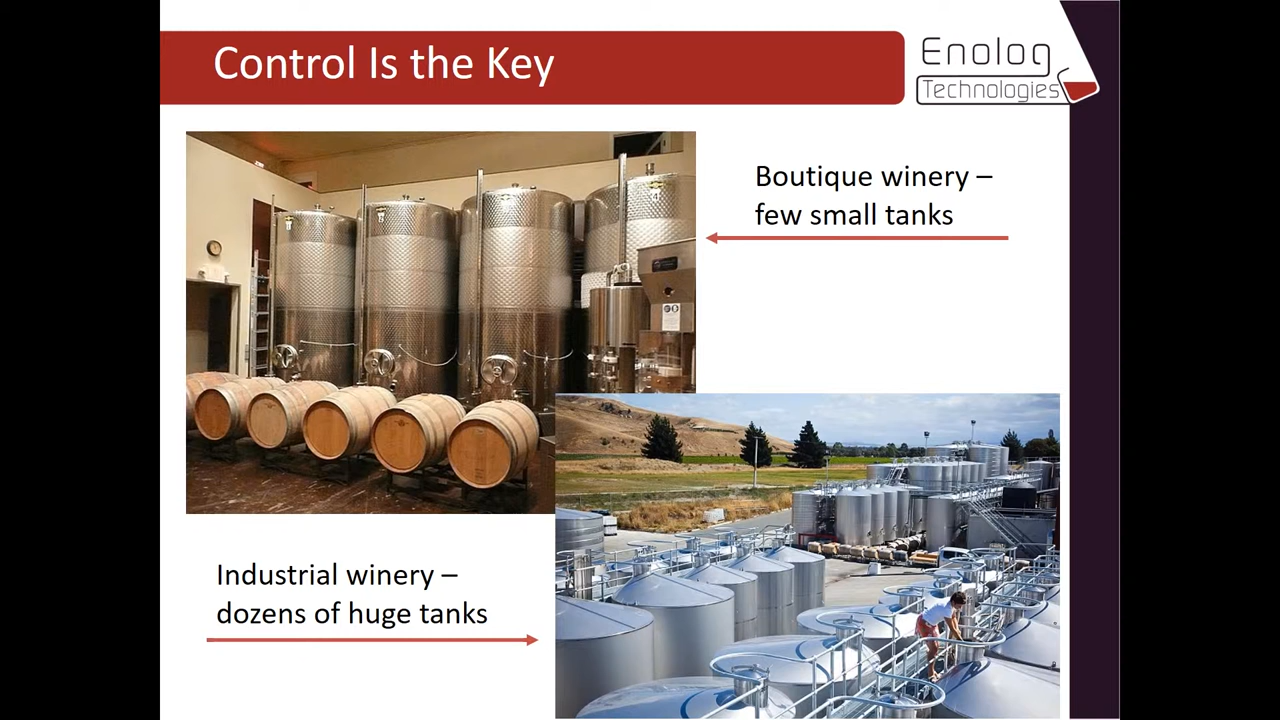 Control Is the Key
Enolog
Technologies
Boutique winery –
few small tanks
Industrial winery –
dozens of huge tanks